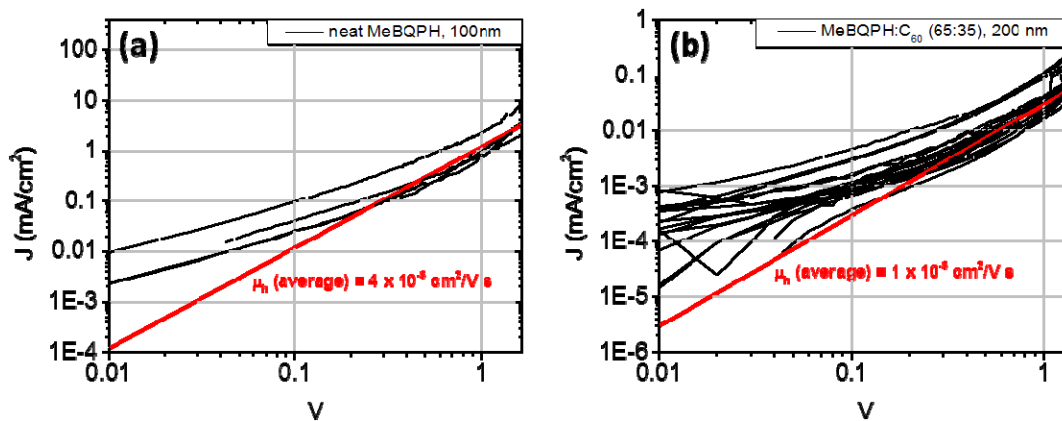 (a)
neat MeBQPH, 100nm
100
10
1
0.1
0.01
1E-3
1E-4
J (mA/cm²)
μₕ (average) = 4 x 10⁻⁶ cm²/V s
0.01
0.1
1
V
(b)
MeBQPH:C₆₀ (65:35), 200 nm
1
0.1
0.01
1E-3
1E-4
1E-5
1E-6
J (mA/cm²)
μₕ (average) = 1 x 10⁻⁶ cm²/V s
0.01
0.1
1
V